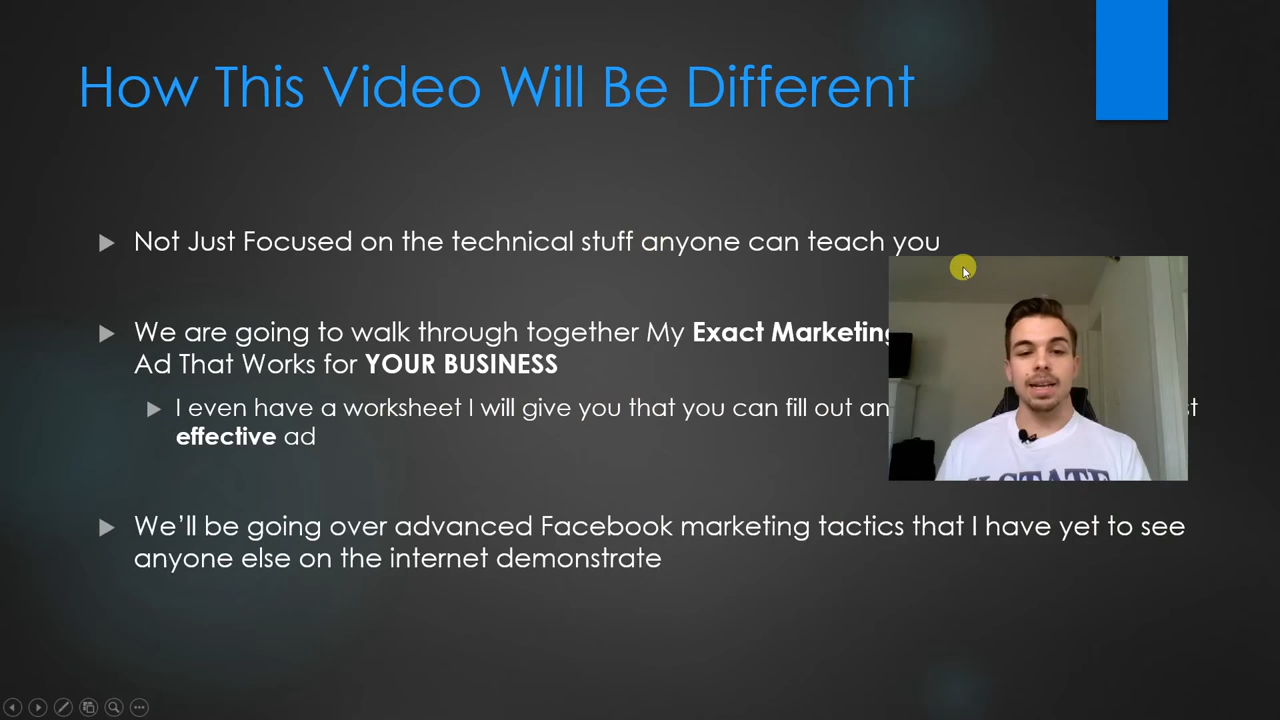 How This Video Will Be Different
Not Just Focused on the technical stuff anyone can teach you
We are going to walk through together My Exact Marketing
Ad That Works for YOUR BUSINESS
I even have a worksheet I will give you that you can fill out
effective ad
We’ll be going over advanced Facebook marketing tactics that I have yet to see
anyone else on the internet demonstrate
STATE